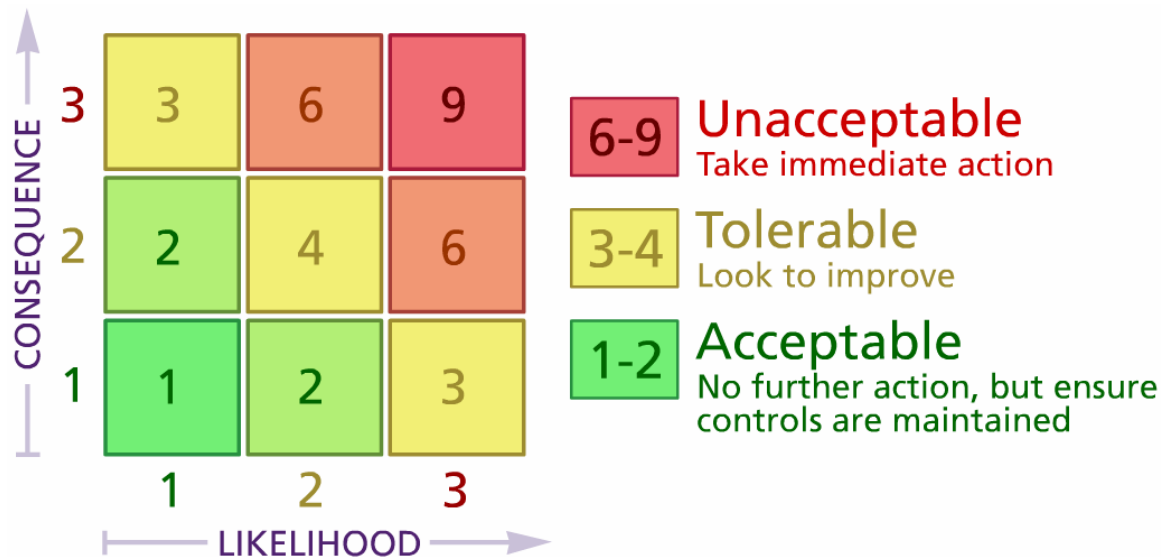 CONSEQUENCE
3
3 6 9
2
2 4 6
1
1 2 3
1 2 3
LIKELIHOOD
6-9
Unacceptable
Take immediate action
3-4
Tolerable
Look to improve
1-2
Acceptable
No further action, but ensure
controls are maintained